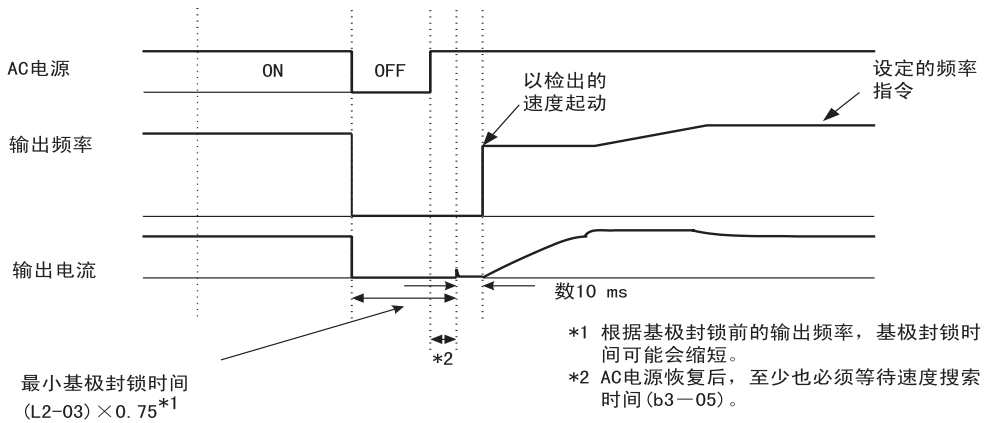 AC电源
ON
OFF
以检出的
速度起动
设定的频率
指令
输出频率
输出电流
数10 ms
*2
最小基极封锁时间
(L2-03)×0.75*1
*1 根据基极封锁前的输出频率，基极封锁时
间可能会缩短。
*2 AC电源恢复后，至少也必须等待速度搜索
时间(b3－05)。